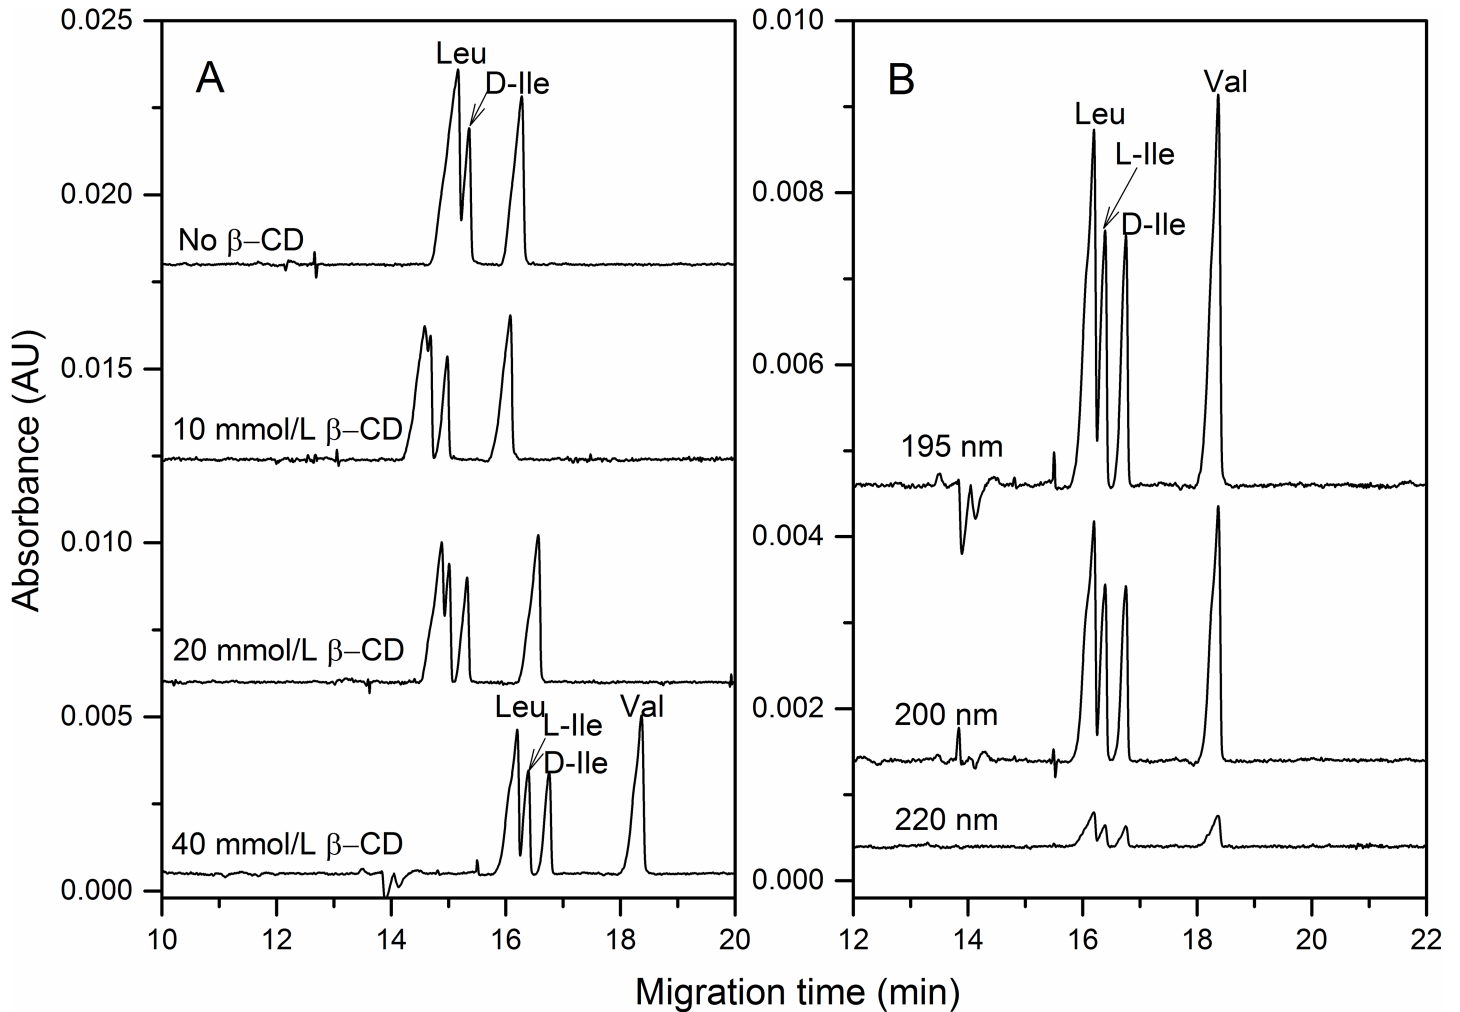 A
Leu
D-Ile
No β–CD
10 mmol/L β–CD
20 mmol/L β–CD
Leu
L-Ile
D-Ile
Val
40 mmol/L β–CD
0.025
0.020
0.015
0.010
0.005
0.000
10 12 14 16 18 20
Absorbance (AU)
B
Leu
L-Ile
D-Ile
Val
195 nm
200 nm
220 nm
0.010
0.008
0.006
0.004
0.002
0.000
12 14 16 18 20 22
Migration time (min)